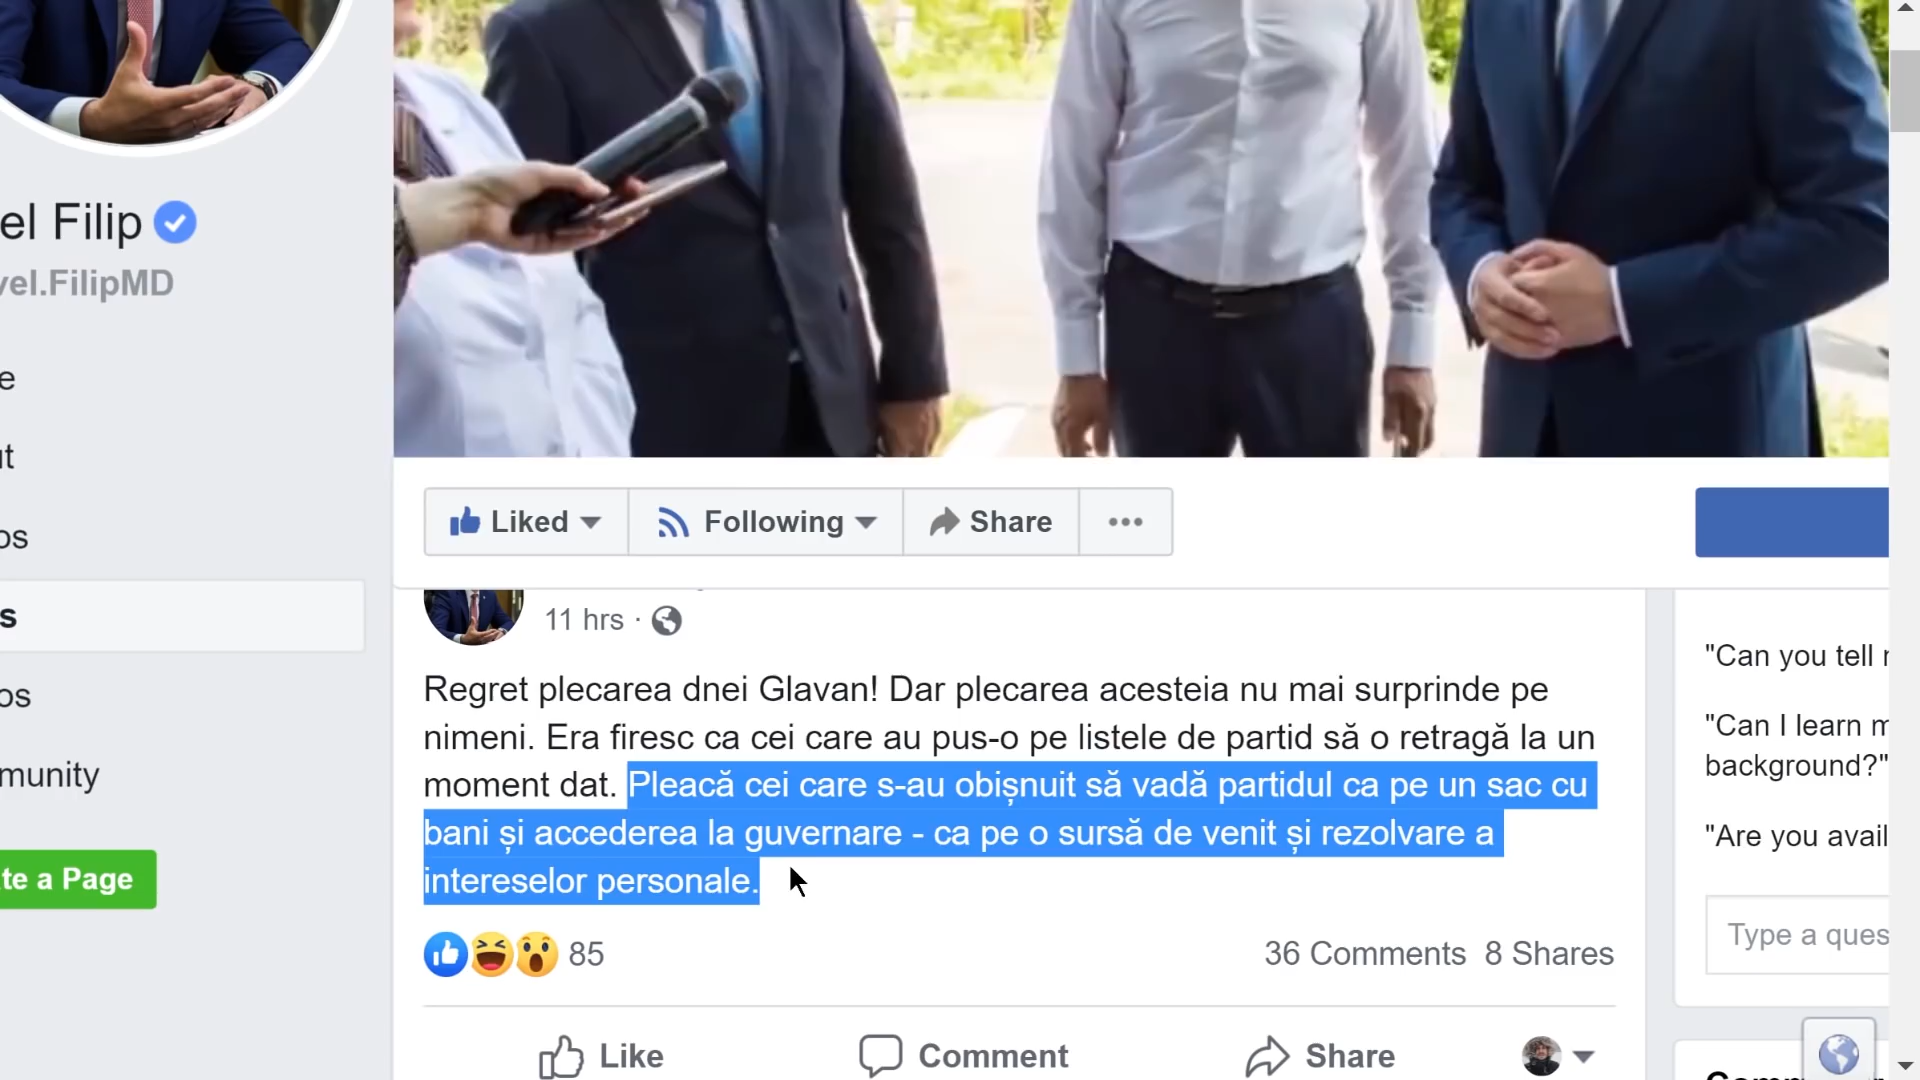 el Filip
vel.FilipMD
e
ut
os
s
os
munity
te a Page
Liked
Following
Share
11 hrs ·
Regret plecarea dnei Glavan! Dar plecarea acesteia nu mai surprinde pe
nimeni. Era firesc ca cei care au pus-o pe listele de partid să o retragă la un
moment dat. Pleacă cei care s-au obișnuit să vadă partidul ca pe un sac cu
bani și accederea la guvernare - ca pe o sursă de venit și rezolvare a
intereselor personale.
85
36 Comments 8 Shares
Like
Comment
Share
"Can you tell
"Can I learn
background?"
"Are you avail
Type a ques